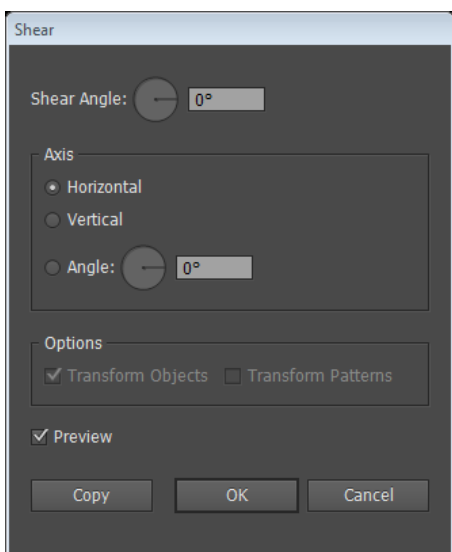 Shear
Shear Angle: 0°
Axis
Horizontal
Vertical
Angle: 0°
Options
Transform Objects Transform Patterns
Preview
Copy OK Cancel